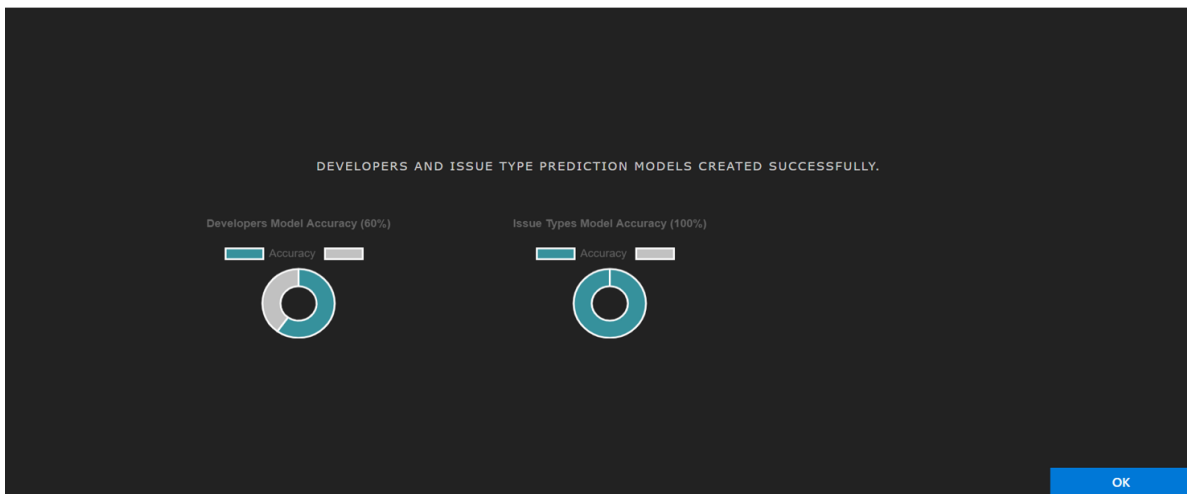 DEVELOPERS AND ISSUE TYPE PREDICTION MODELS CREATED SUCCESSFULLY.
Developers Model Accuracy (60%)
Issue Types Model Accuracy (100%)
Accuracy
Accuracy
OK